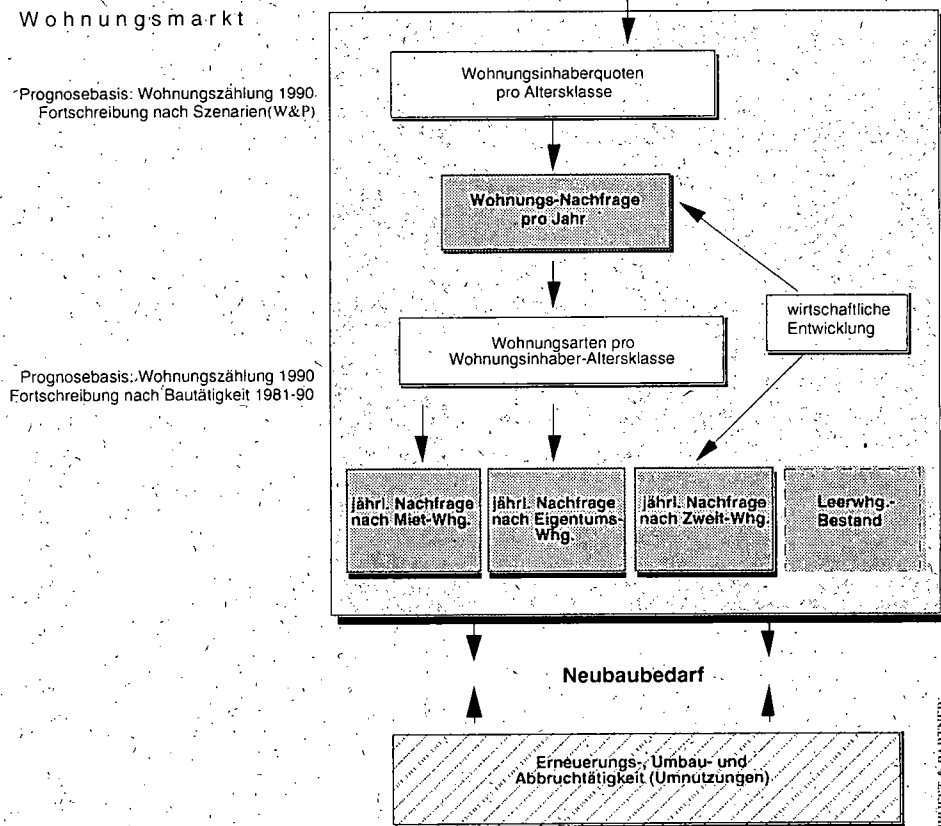 Wohnungsmarkt
Wohnungsinhaberquoten
pro Altersklasse
Prognosebasis: Wohnungszählung 1990
Fortschreibung nach Szenarien(W&P)
Wohnungs-Nachfrage
pro Jahr
wirtschaftliche
Entwicklung
Wohnungsarten pro
Wohnungsinhaber-Altersklasse
Prognosebasis: Wohnungszählung 1990
Fortschreibung nach Bautätigkeit 1981-90
jährl. Nachfrage
nach Miet-Whg.
jährl. Nachfrage
nach Eigentums-
Whg.
jährl. Nachfrage
nach Zweit-Whg.
Leerwhg.-
Bestand
Neubaubedarf
Erneuerungs-, Umbau- und
Abbruchtätigkeit (Umnutzungen)